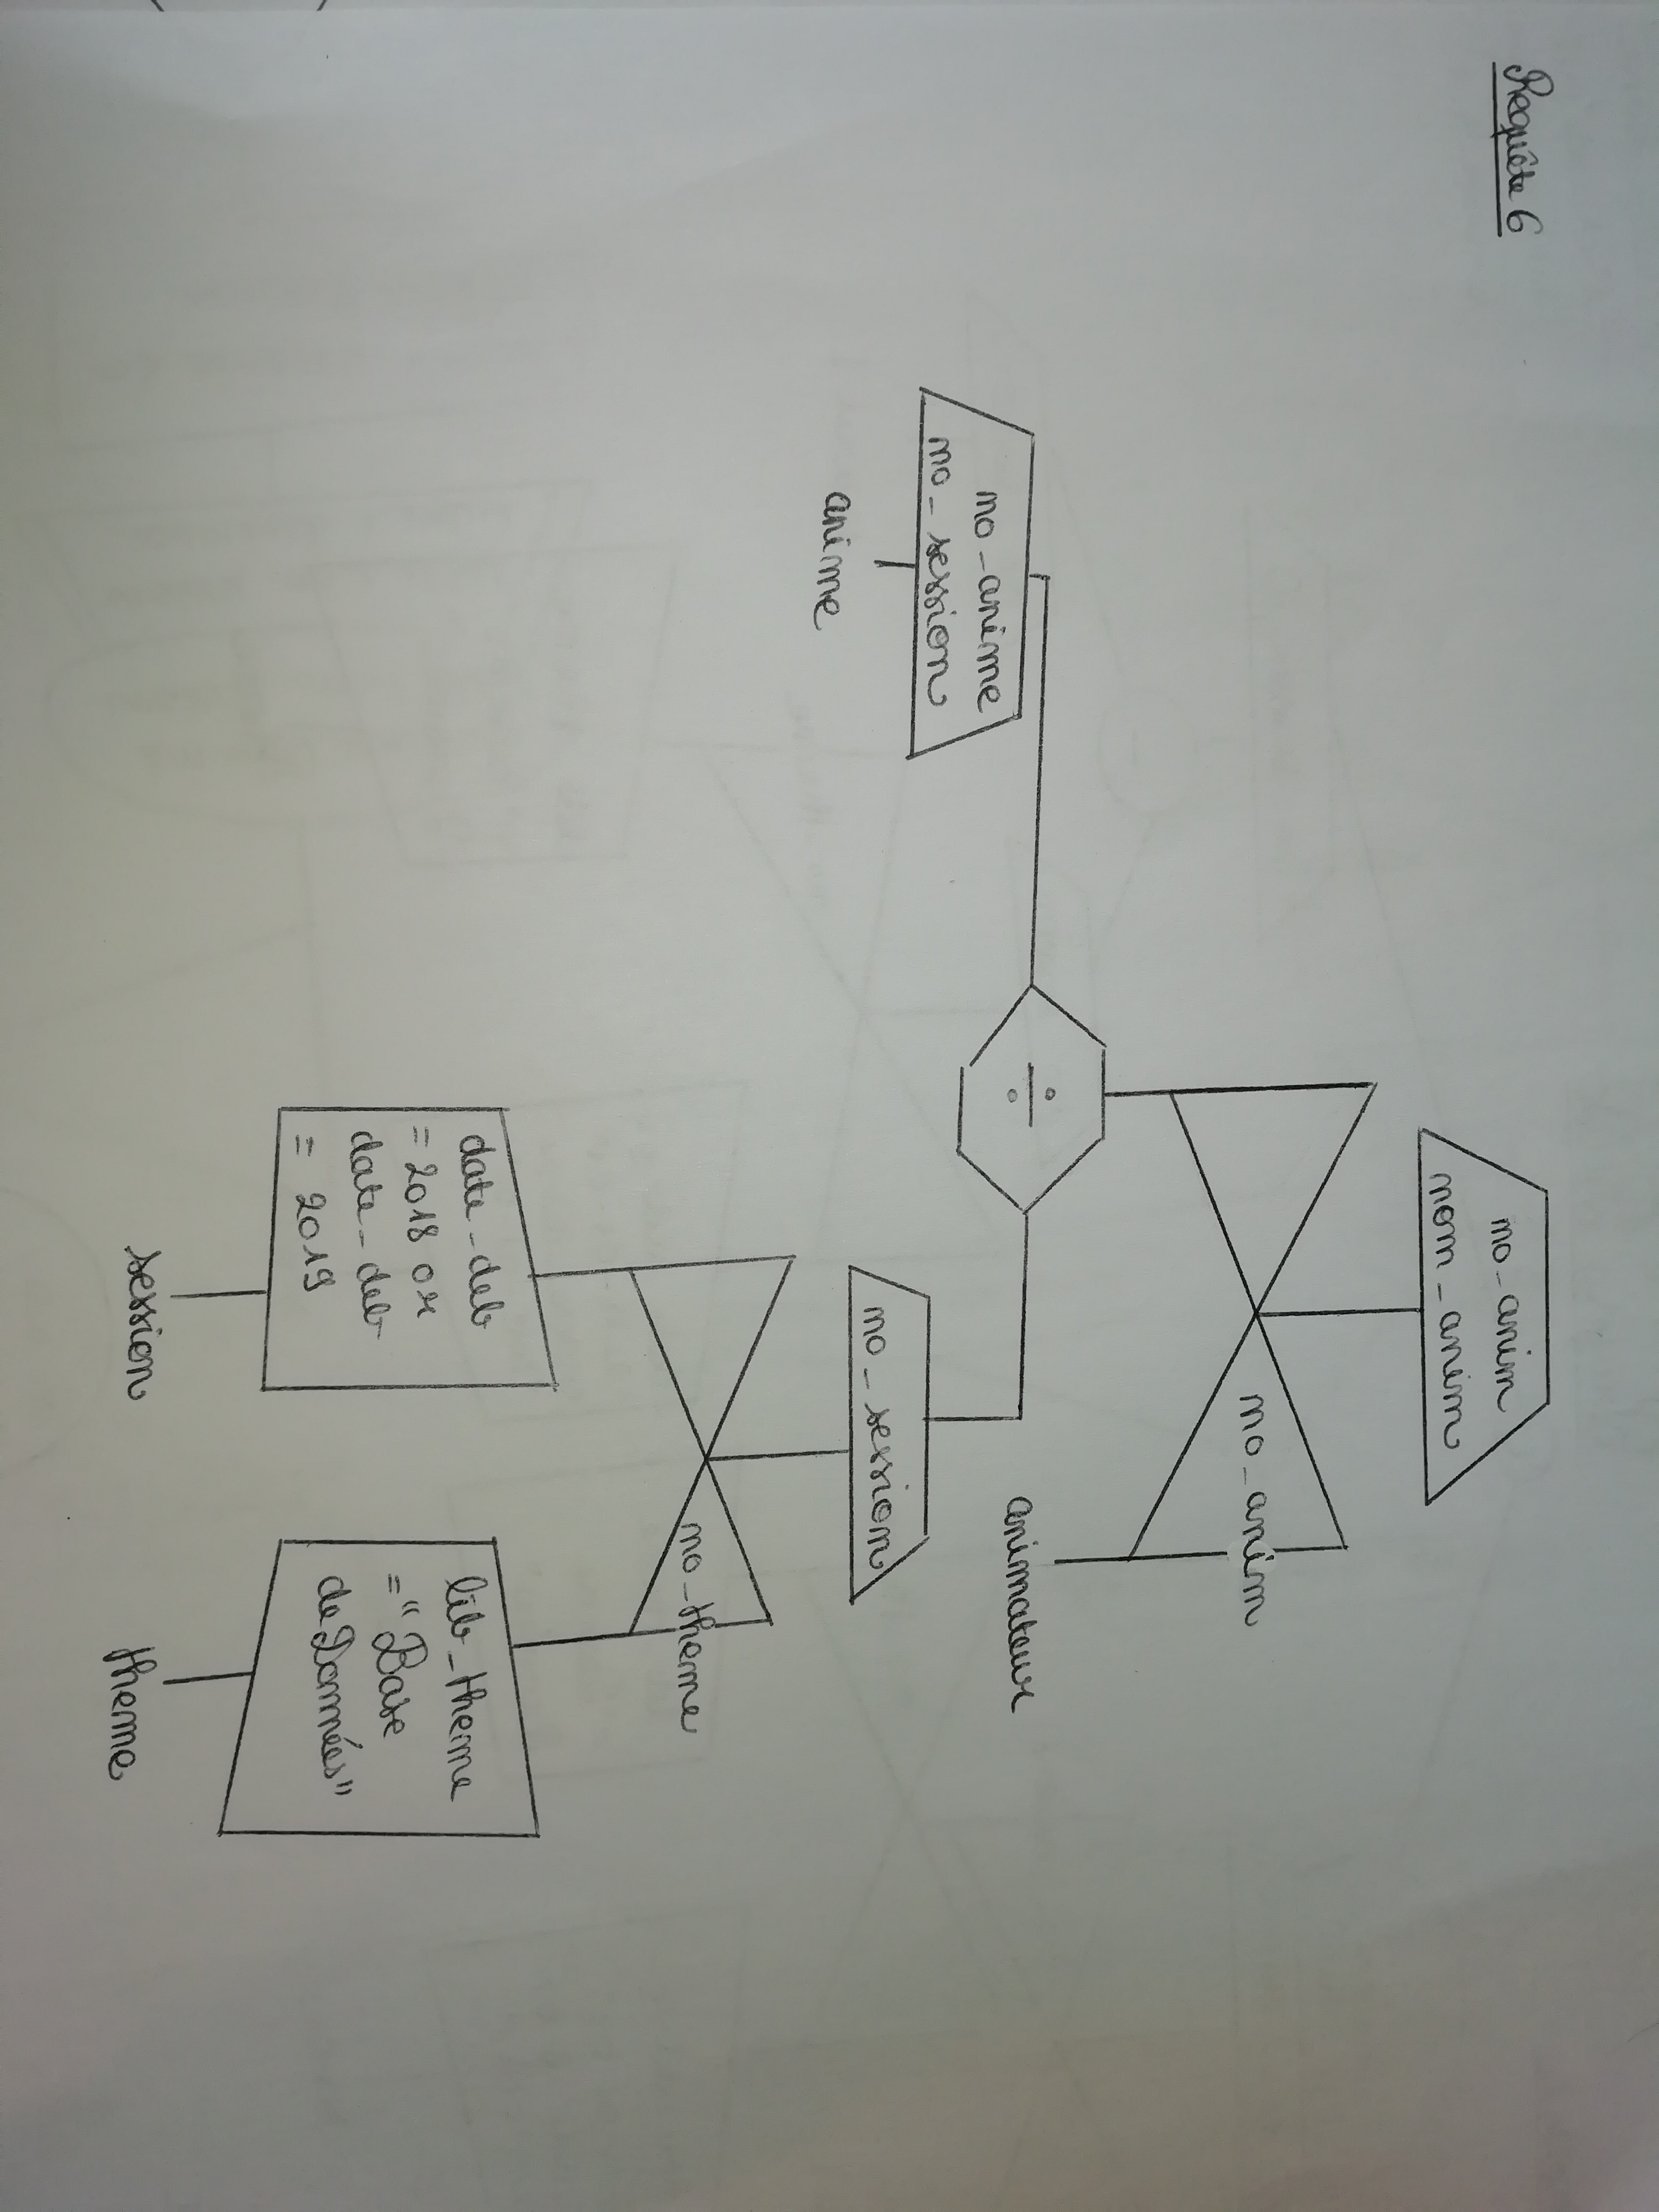 Requête 6
no_anim
nom_anim
no_anim
animateur
÷
no_anime
no_session
anime
no_session
no_theme
date_deb
= 2018 or
date_deb
= 2019
lib_theme
= "Base
de Données"
session
theme